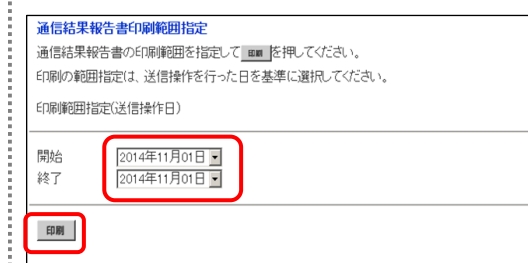 通信結果報告書印刷範囲指定
通信結果報告書の印刷範囲を指定して 印刷 を押してください。
印刷の範囲指定は、送信操作を行った日を基準に選択してください。
印刷範囲指定(送信操作日)
開始 2014年11月01日
終了 2014年11月01日
印刷